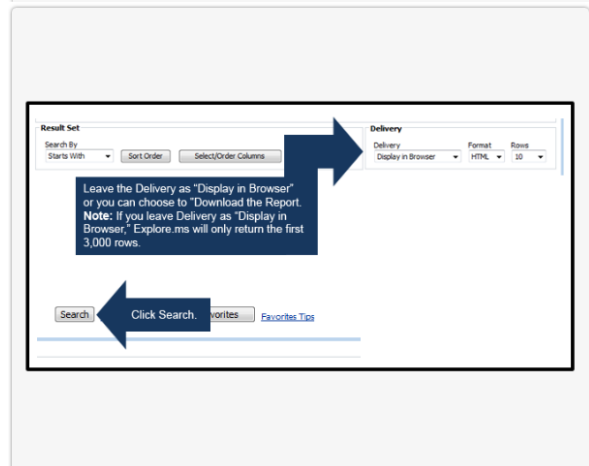 Result Set
Delivery
Search By
Delivery
Format
Rows
Starts With
Sort Order
Select/Order Columns
Display in Browser
HTML
10
Leave the Delivery as “Display in Browser”
or you can choose to “Download the Report.
Note: If you leave Delivery as “Display in
Browser,” Explore.ms will only return the first
3,000 rows.
Search
Click Search.
vorites
Favorites Tips